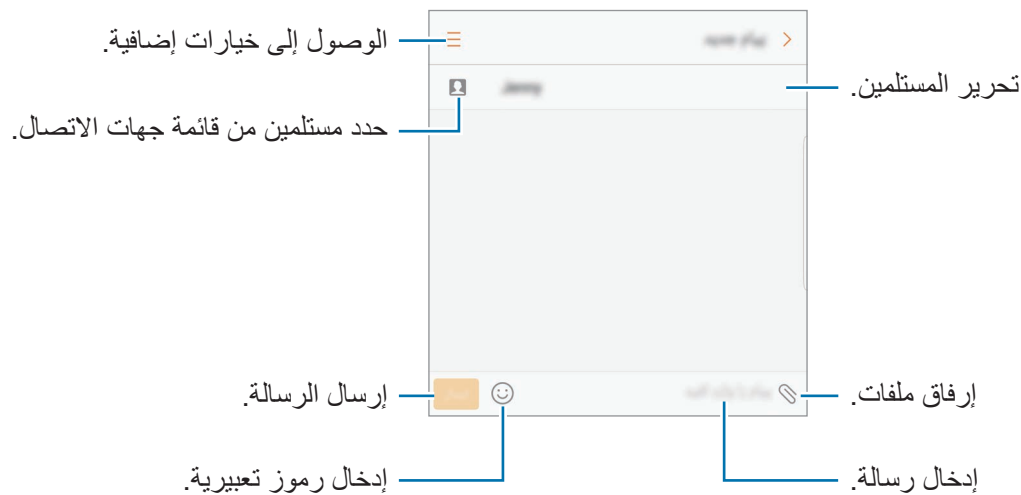 الوصول إلى خيارات إضافية.
تحرير المستلمين.
حدد مستلمين من قائمة جهات الاتصال.
إرفاق ملفات.
إرسال الرسالة.
إدخال رسالة.
إدخال رموز تعبيرية.